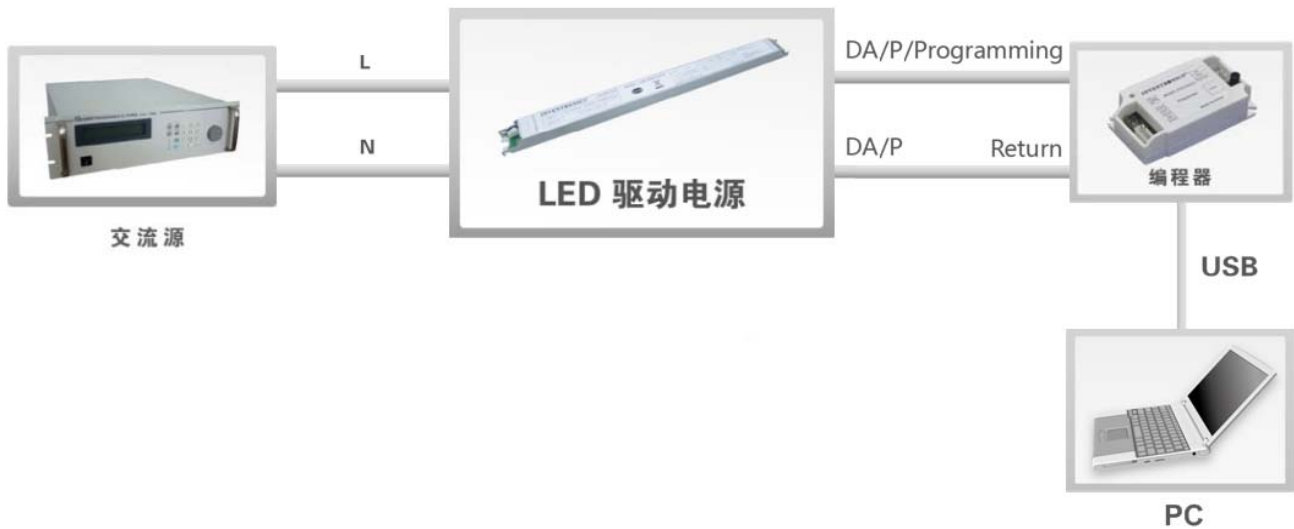 L
N
交流源
LED 驱动电源
DA/P/Programming
DA/P Return
编程器
USB
PC